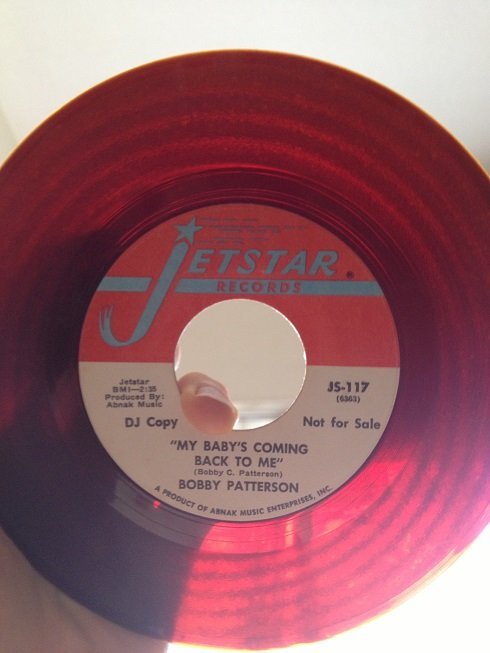 JETSTAR ®
RECORDS
Jetstar
BMI—2:35
Produced By:
Abnak Music
JS-117
(6363)
DJ Copy
Not for Sale
"MY BABY'S COMING
BACK TO ME"
(Bobby C. Patterson)
BOBBY PATTERSON
A PRODUCT OF ABNAK MUSIC ENTERPRISES, INC.